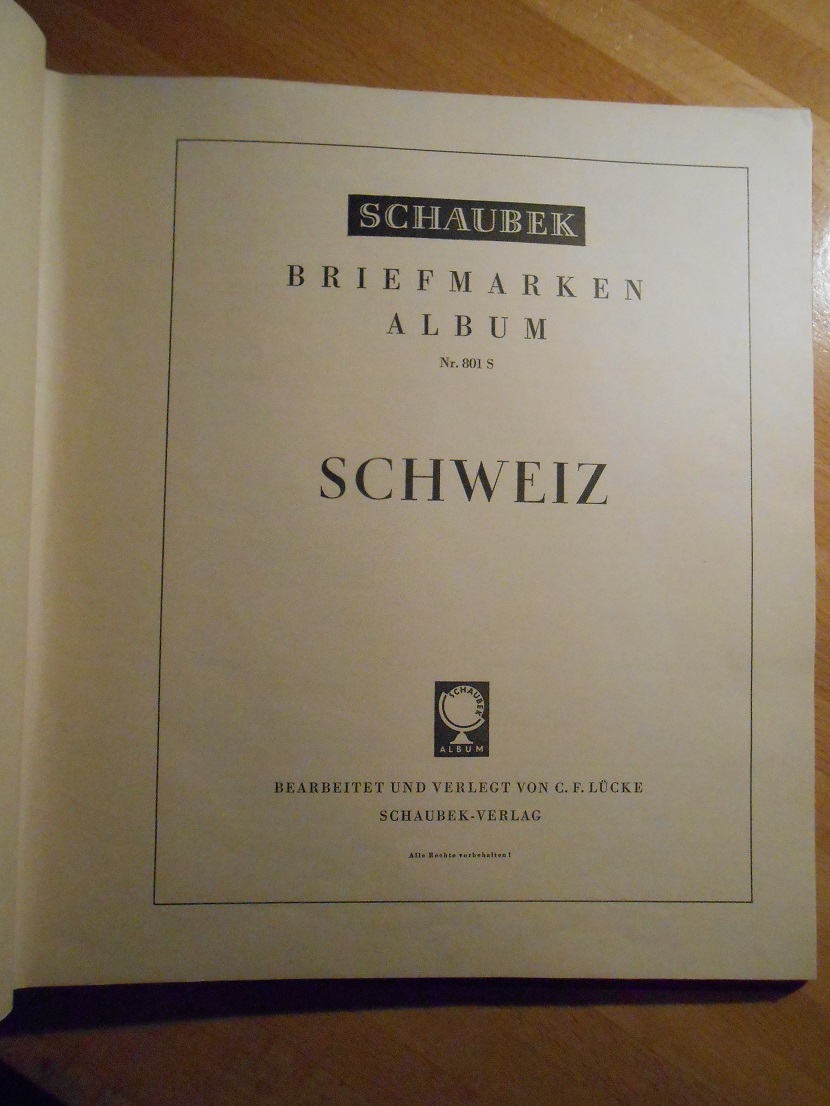 SCHAUBEK
BRIEFMARKEN
ALBUM
Nr. 801 S
SCHWEIZ
SCHAUBEK
ALBUM
BEARBEITET UND VERLEGT VON C. F. LÜCKE
SCHAUBEK-VERLAG
Alle Rechte vorbehalten!